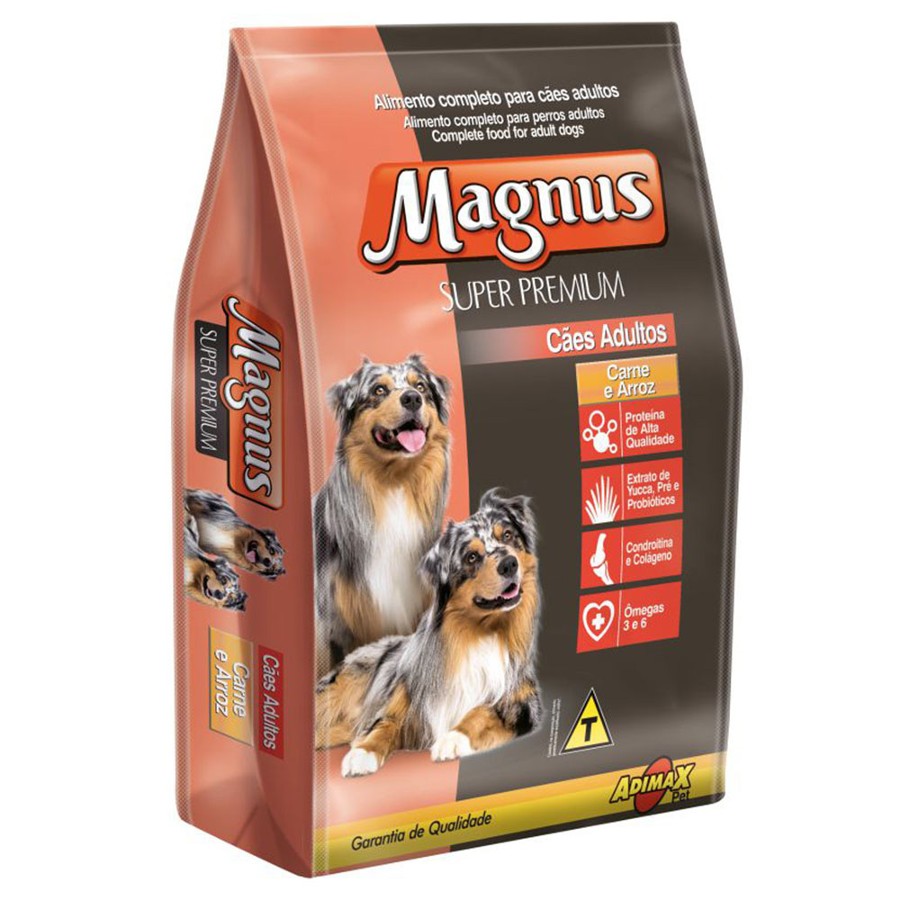 Alimento completo para cães adultos
Alimento completo para perros adultos
Complete food for adult dogs
Magnus
SUPER PREMIUM
Cães Adultos
Carne
e Arroz
Proteína
de Alta
Qualidade
Extrato de
Yucca, Pré e
Probióticos
Condroitina
e Colágeno
Ômegas
3 e 6
T
ADIMAX
Pet
Garantia de Qualidade
Magnus
SUPER PREMIUM
Cães Adultos
Carne
e Arroz